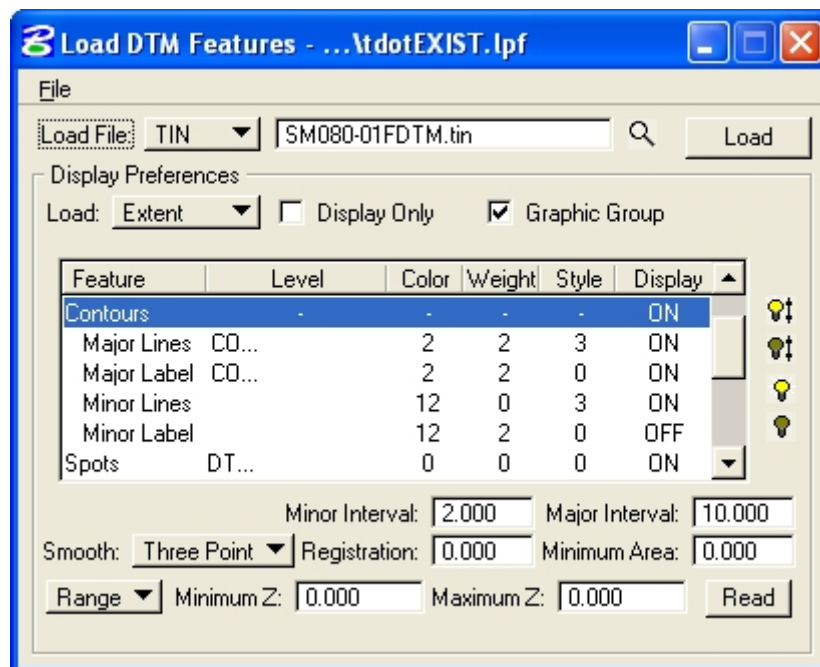 Load DTM Features - ...\tdotEXIST.lpf
File
Load File: TIN SM080-01FDTM.tin Load
Display Preferences
Load: Extent Display Only Graphic Group
Feature Level Color Weight Style Display
Contours - - - - ON
Major Lines CO... 2 2 3 ON
Major Label CO... 2 2 0 ON
Minor Lines 12 0 3 ON
Minor Label 12 2 0 OFF
Spots DT... 0 0 0 ON
Minor Interval: 2.000 Major Interval: 10.000
Smooth: Three Point Registration: 0.000 Minimum Area: 0.000
Range Minimum Z: 0.000 Maximum Z: 0.000 Read